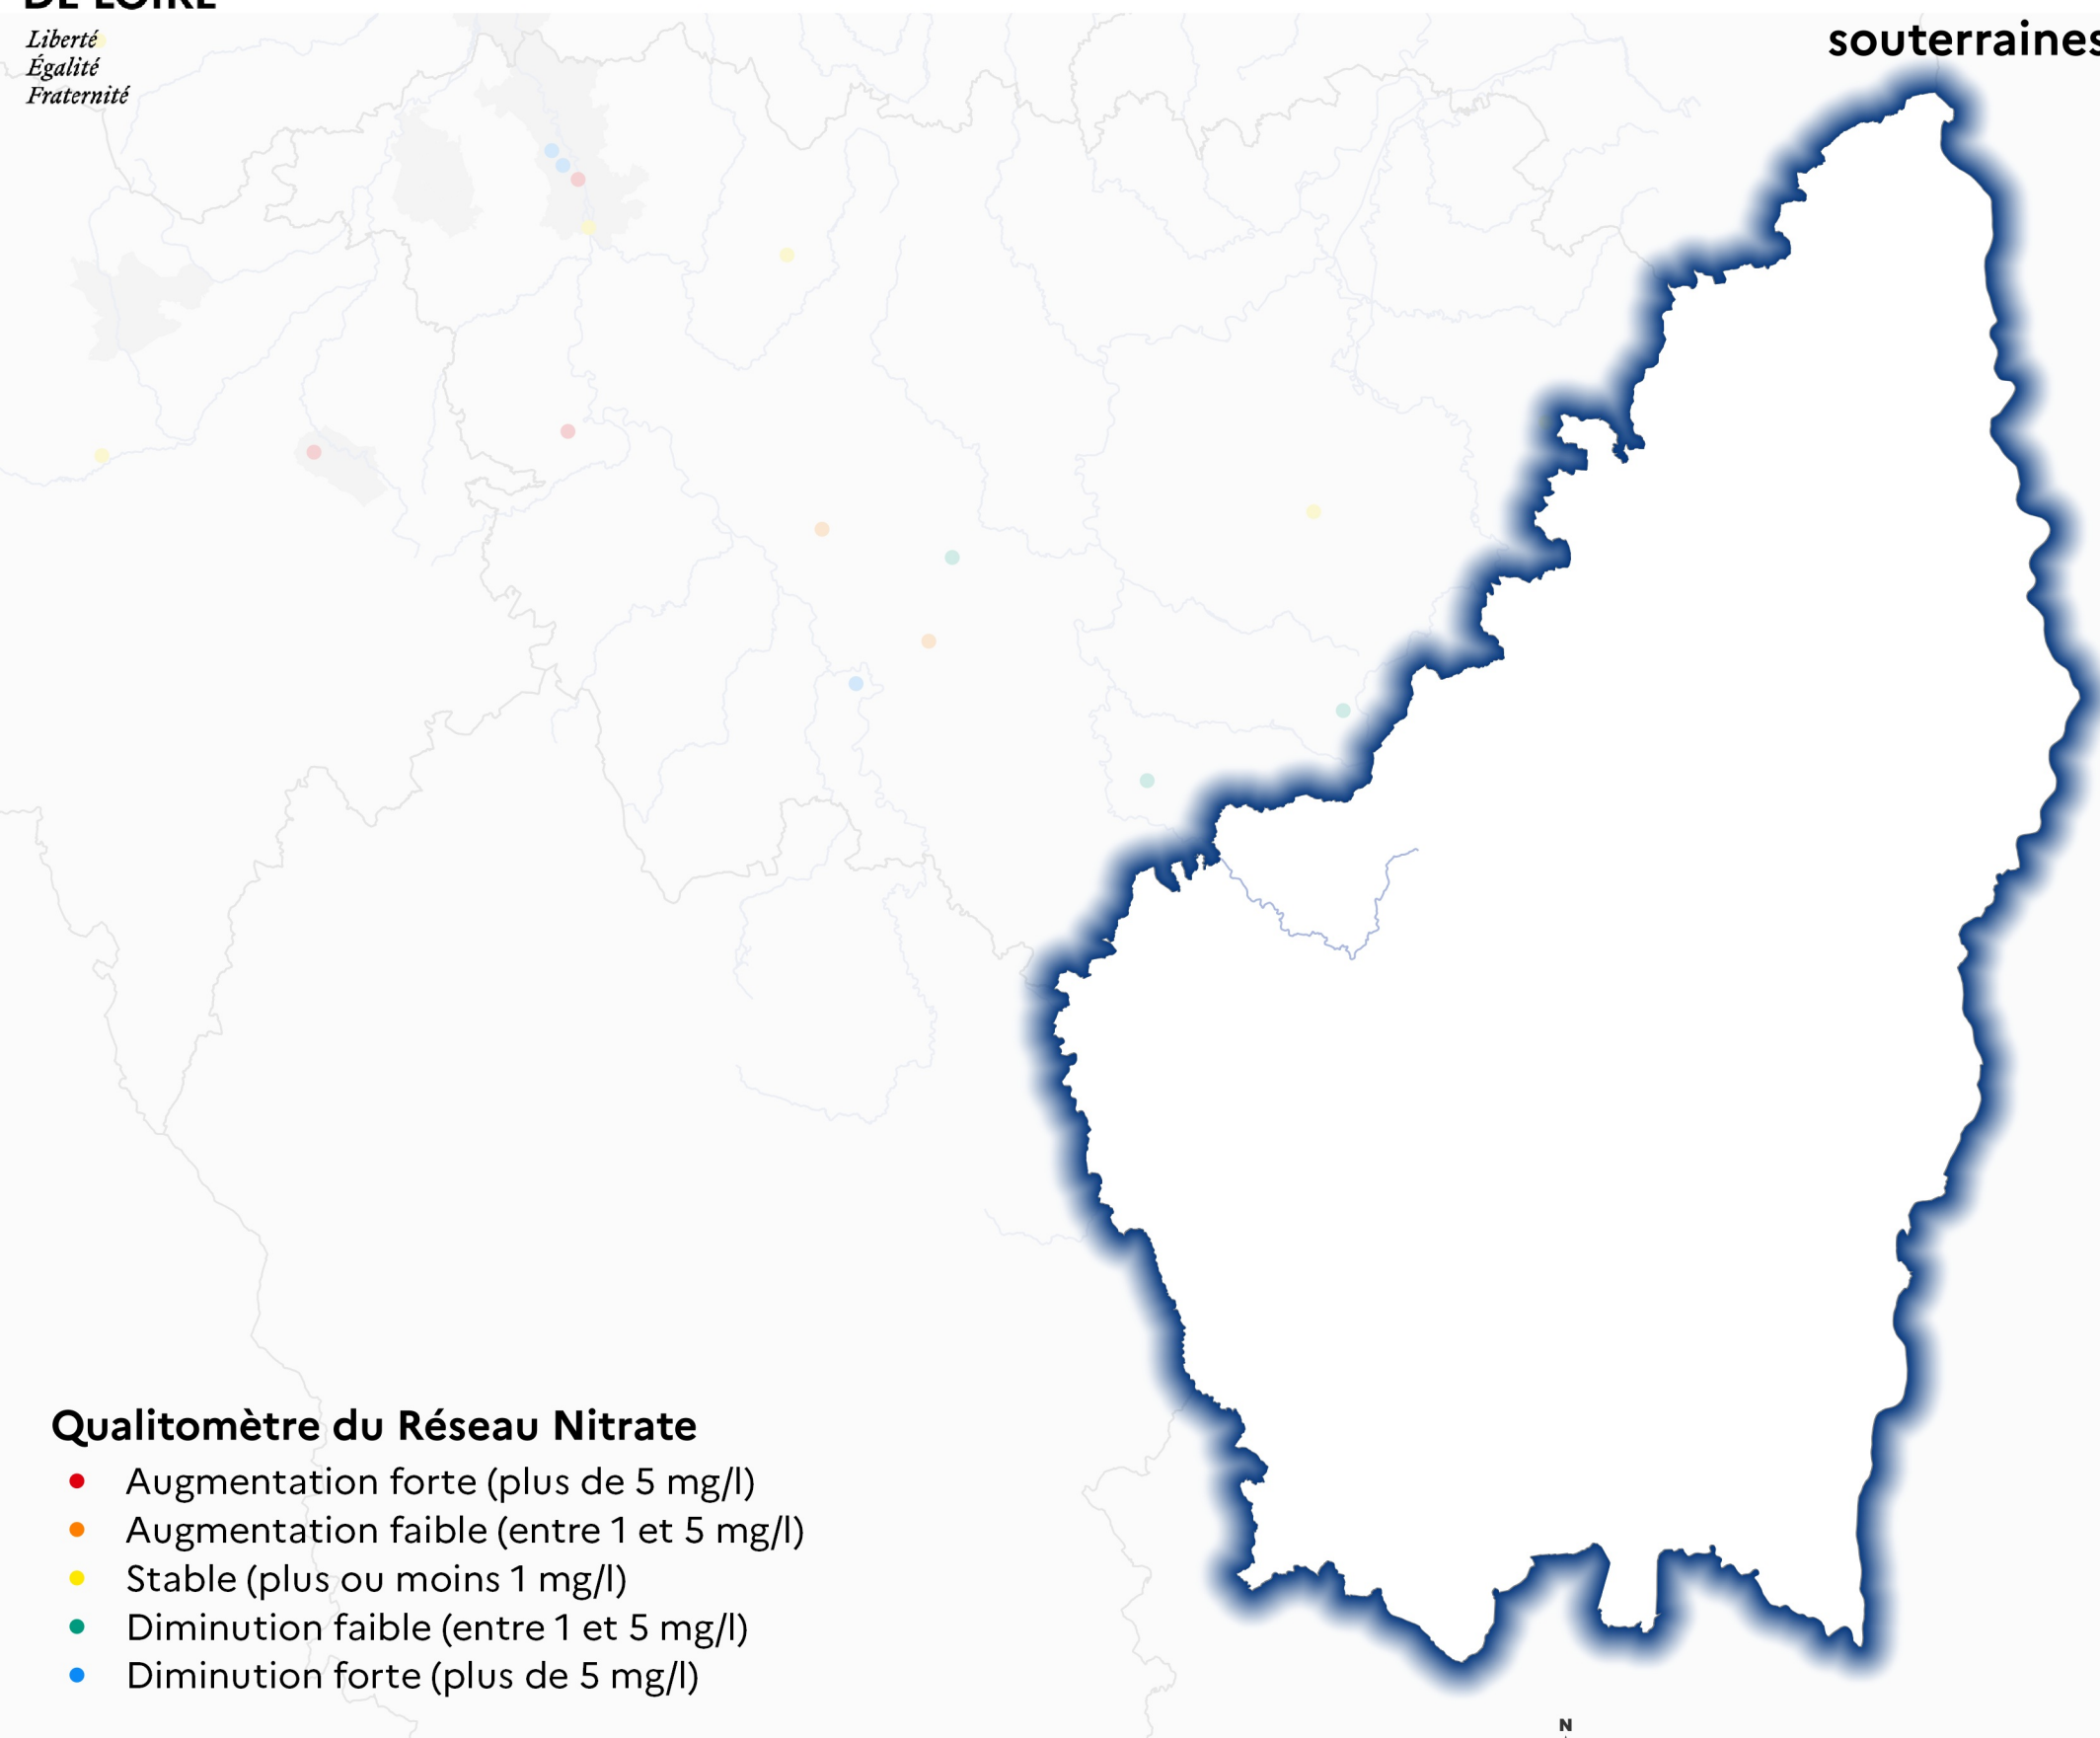 DE LOIRE
Liberté
Égalité
Fraternité
souterraines
Qualitomètre du Réseau Nitrate
Augmentation forte (plus de 5 mg/l)
Augmentation faible (entre 1 et 5 mg/l)
Stable (plus ou moins 1 mg/l)
Diminution faible (entre 1 et 5 mg/l)
Diminution forte (plus de 5 mg/l)
N